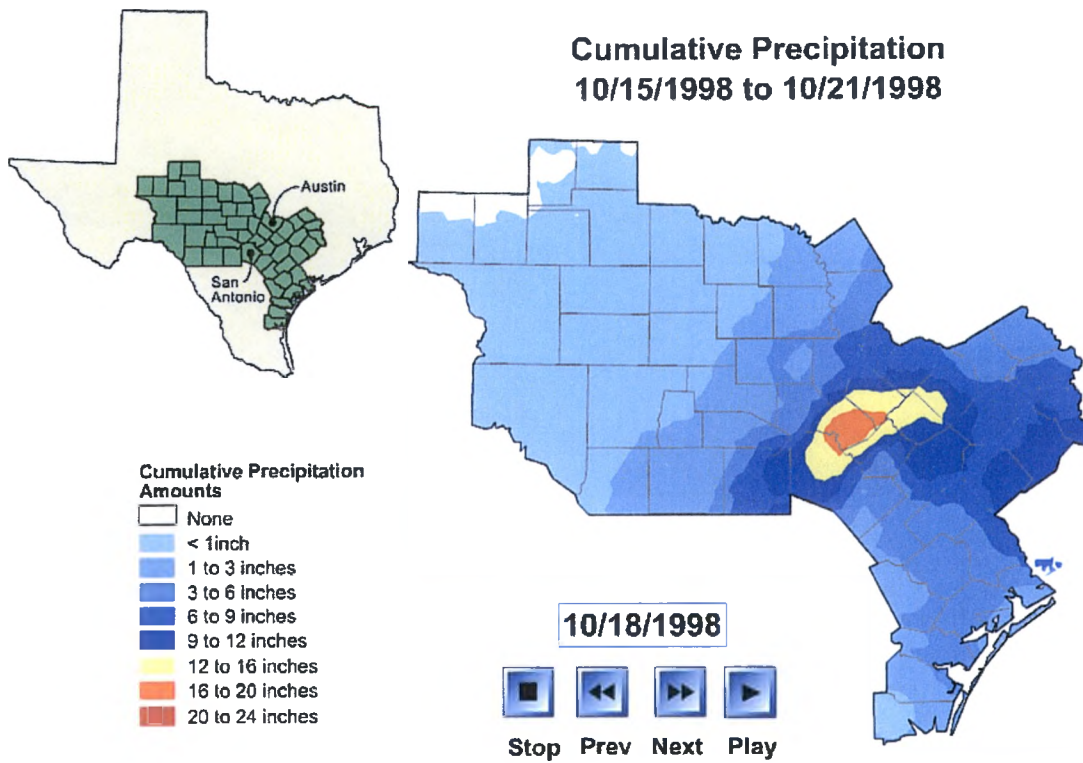 Cumulative Precipitation
10/15/1998 to 10/21/1998
Austin
San
Antonio
Cumulative Precipitation
Amounts
None
< 1inch
1 to 3 inches
3 to 6 inches
6 to 9 inches
9 to 12 inches
12 to 16 inches
16 to 20 inches
20 to 24 inches
10/18/1998
Stop Prev Next Play